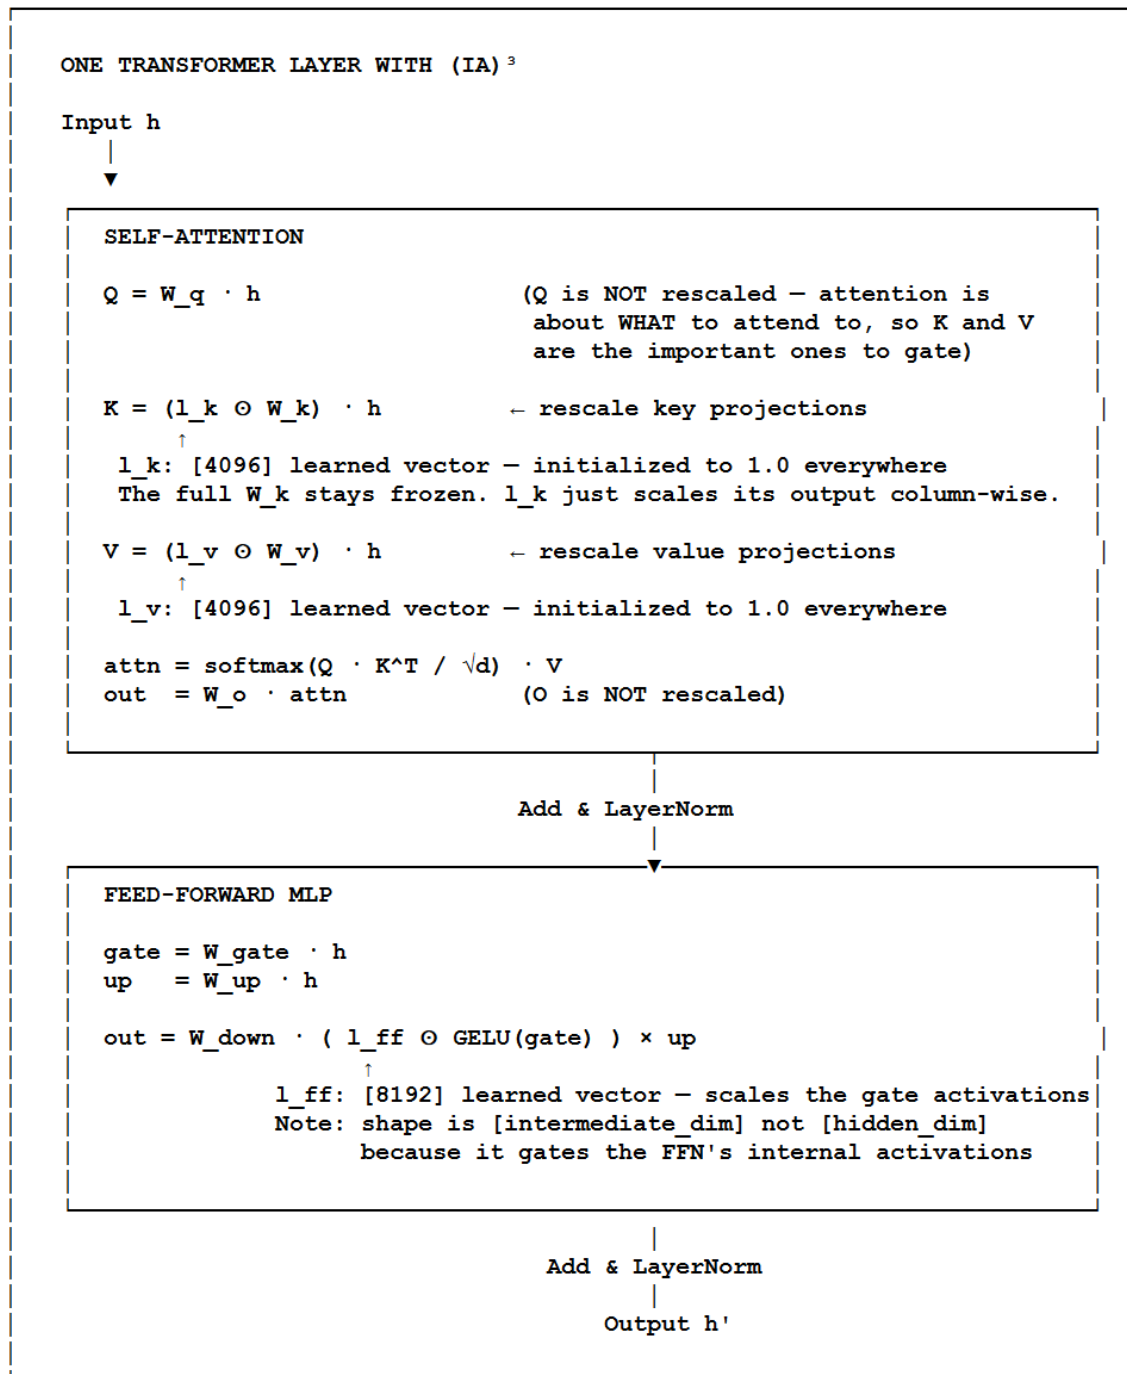 ONE TRANSFORMER LAYER WITH (IA)³
Input h
▼
SELF-ATTENTION
Q = W_q · h (Q is NOT rescaled — attention is
about WHAT to attend to, so K and V
are the important ones to gate)
K = (l_k ⊙ W_k) · h ← rescale key projections
↑
l_k: [4096] learned vector — initialized to 1.0 everywhere
The full W_k stays frozen. l_k just scales its output column-wise.
V = (l_v ⊙ W_v) · h ← rescale value projections
↑
l_v: [4096] learned vector — initialized to 1.0 everywhere
attn = softmax(Q · K^T / √d) · V
out = W_o · attn (O is NOT rescaled)
Add & LayerNorm
▼
FEED-FORWARD MLP
gate = W_gate · h
up = W_up · h
out = W_down · ( l_ff ⊙ GELU(gate) ) × up
↑
l_ff: [8192] learned vector — scales the gate activations
Note: shape is [intermediate_dim] not [hidden_dim]
because it gates the FFN's internal activations
Add & LayerNorm
Output h'